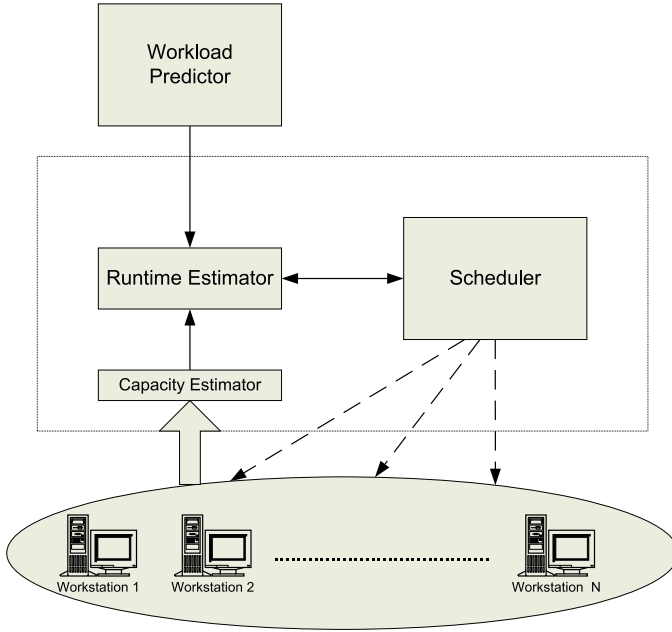 Workload
Predictor
Runtime Estimator
Scheduler
Capacity Estimator
Workstation 1
Workstation 2
Workstation N